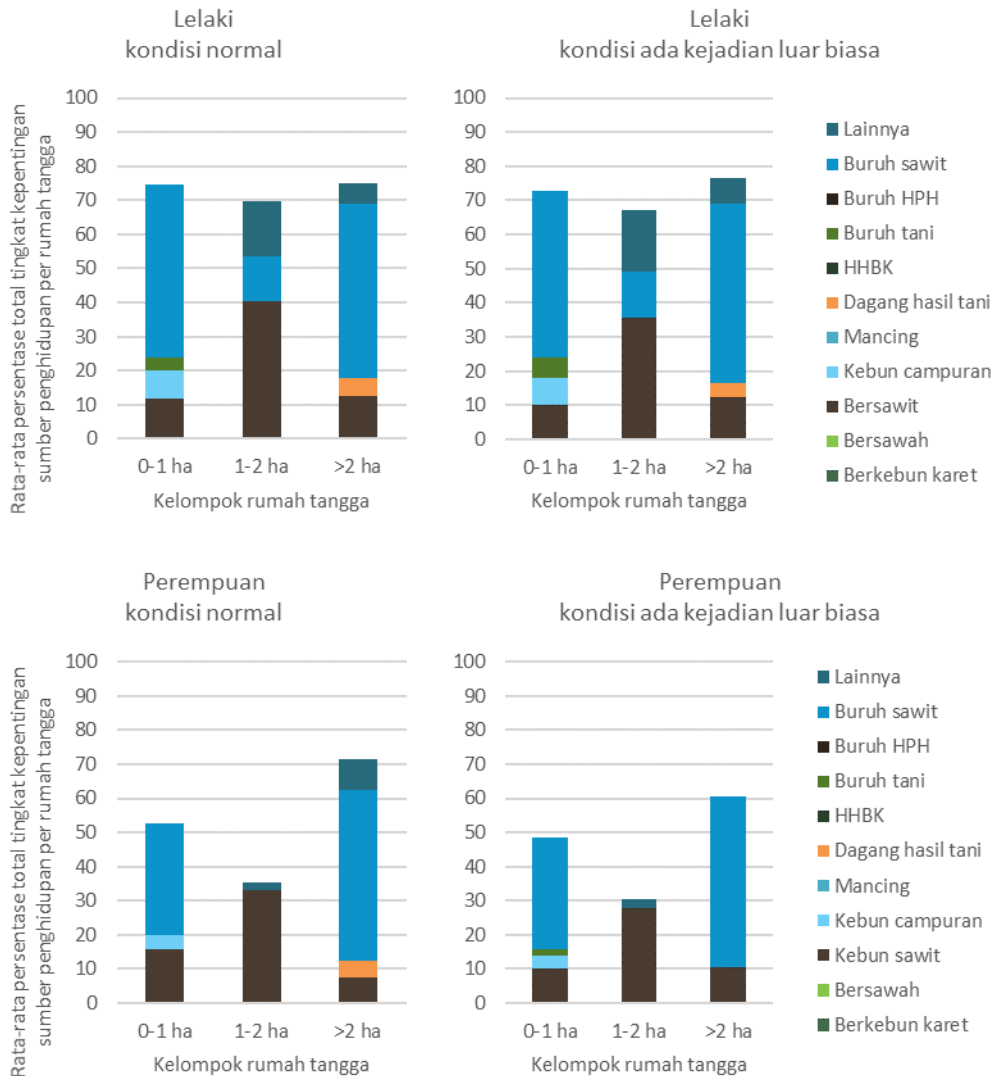 Lelaki
kondisi normal
Rata-rata persentase total tingkat kepentingan
sumber penghidupan per rumah tangga
100
90
80
70
60
50
40
30
20
10
0
0-1 ha
1-2 ha
>2 ha
Kelompok rumah tangga
Lelaki
kondisi ada kejadian luar biasa
100
90
80
70
60
50
40
30
20
10
0
0-1 ha
1-2 ha
>2 ha
Kelompok rumah tangga
Lainnya
Buruh sawit
Buruh HPH
Buruh tani
HHBK
Dagang hasil tani
Mancing
Kebun campuran
Bersawit
Bersawah
Berkebun karet
Perempuan
kondisi normal
Rata-rata persentase total tingkat kepentingan
sumber penghidupan per rumah tangga
100
90
80
70
60
50
40
30
20
10
0
0-1 ha
1-2 ha
>2 ha
Kelompok rumah tangga
Perempuan
kondisi ada kejadian luar biasa
100
90
80
70
60
50
40
30
20
10
0
0-1 ha
1-2 ha
>2 ha
Kelompok rumah tangga
Lainnya
Buruh sawit
Buruh HPH
Buruh tani
HHBK
Dagang hasil tani
Mancing
Kebun campuran
Kebun sawit
Bersawah
Berkebun karet